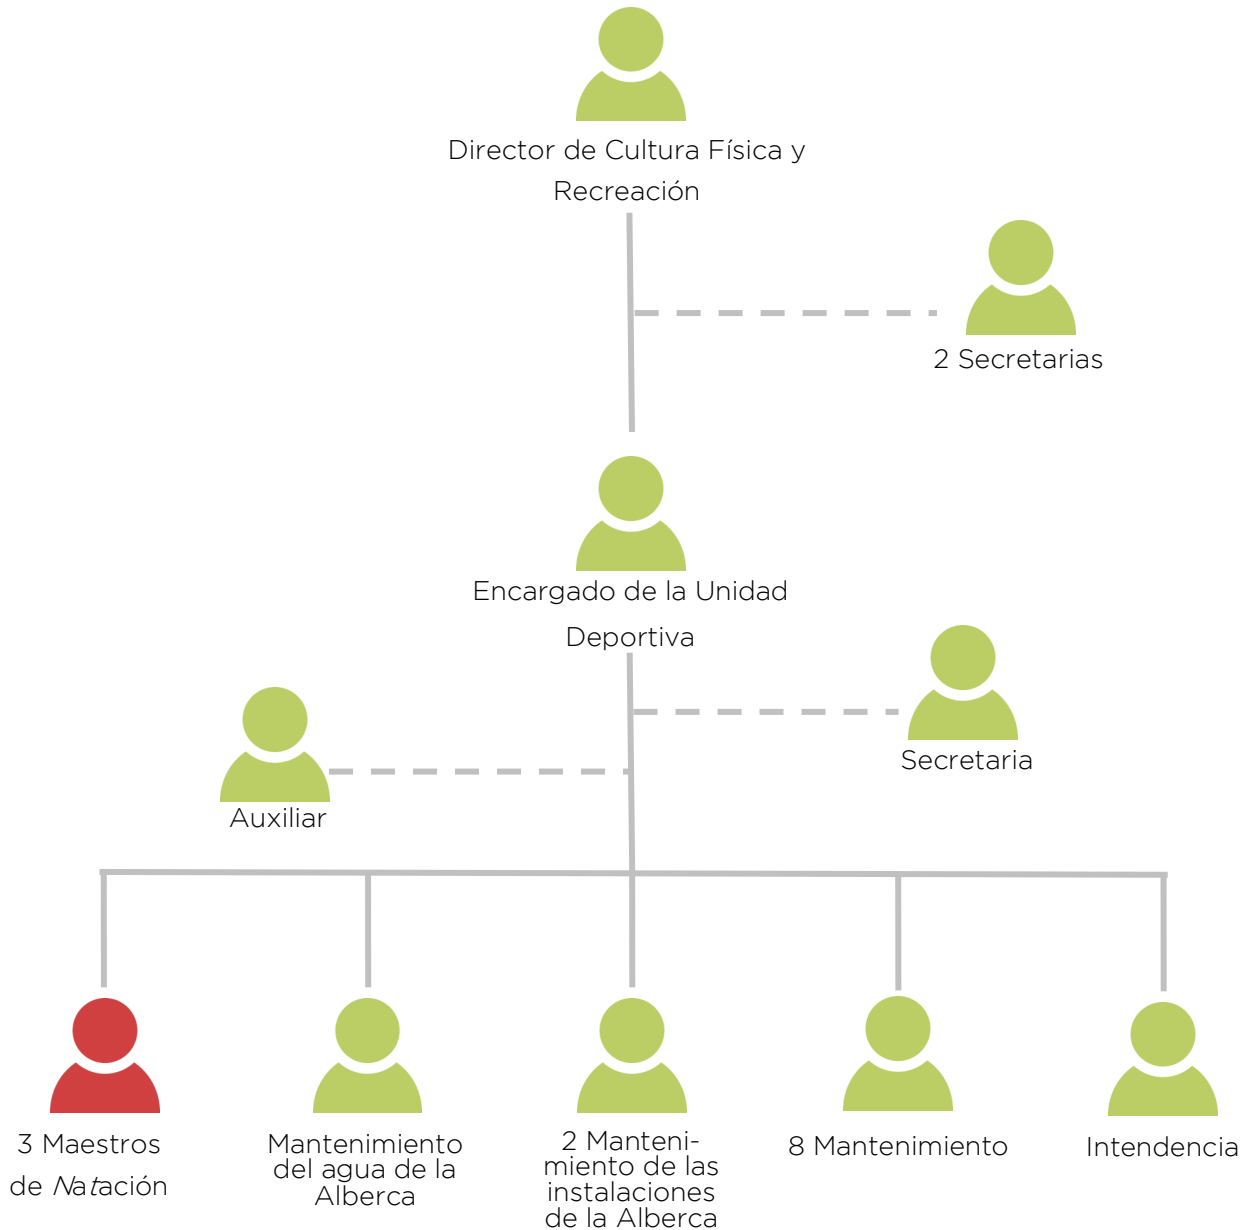 Director de Cultura Física y
Recreación
2 Secretarias
Encargado de la Unidad
Deportiva
Secretaria
Auxiliar
3 Maestros
de Natación
Mantenimiento
del agua de la
Alberca
2 Manteni-
miento de las
instalaciones
de la Alberca
8 Mantenimiento
Intendencia